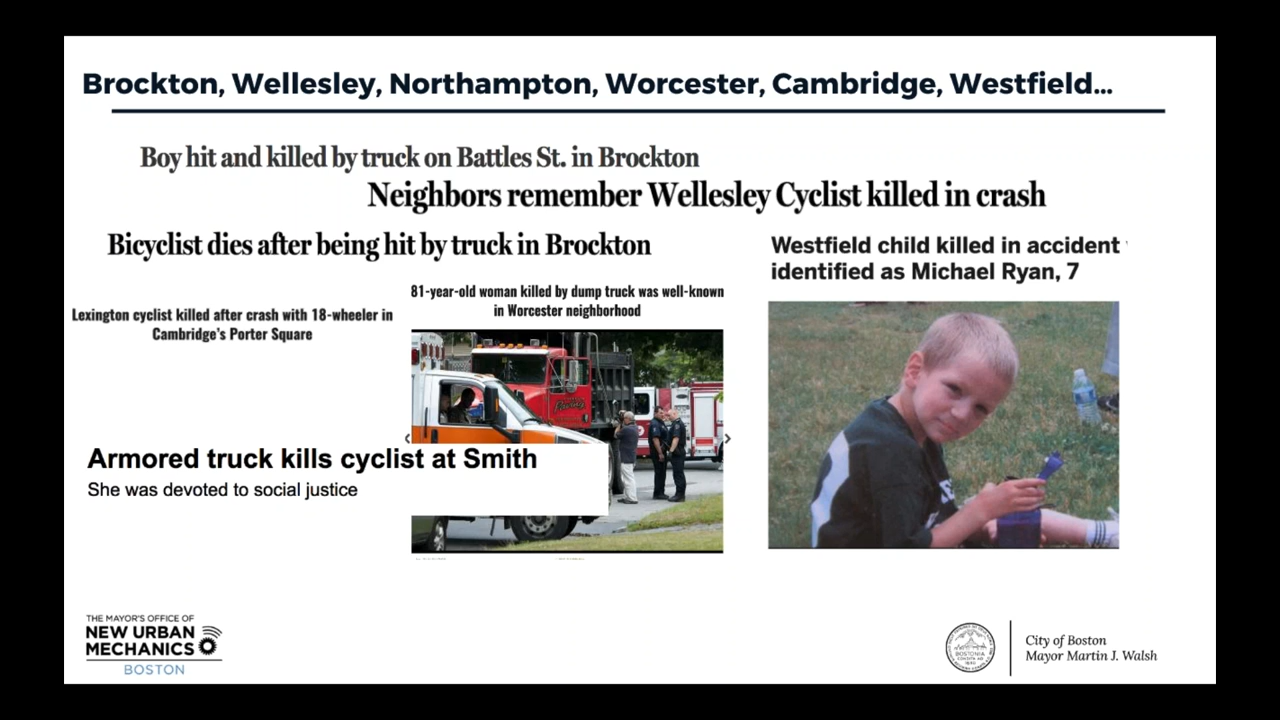 Brockton, Wellesley, Northampton, Worcester, Cambridge, Westfield...
Boy hit and killed by truck on Battles St. in Brockton
Neighbors remember Wellesley Cyclist killed in crash
Bicyclist dies after being hit by truck in Brockton
Westfield child killed in accident
identified as Michael Ryan, 7
81-year-old woman killed by dump truck was well-known
in Worcester neighborhood
Lexington cyclist killed after crash with 18-wheeler in
Cambridge's Porter Square
Armored truck kills cyclist at Smith
She was devoted to social justice
THE MAYOR'S OFFICE OF
NEW URBAN
MECHANICS
BOSTON
City of Boston
Mayor Martin J. Walsh